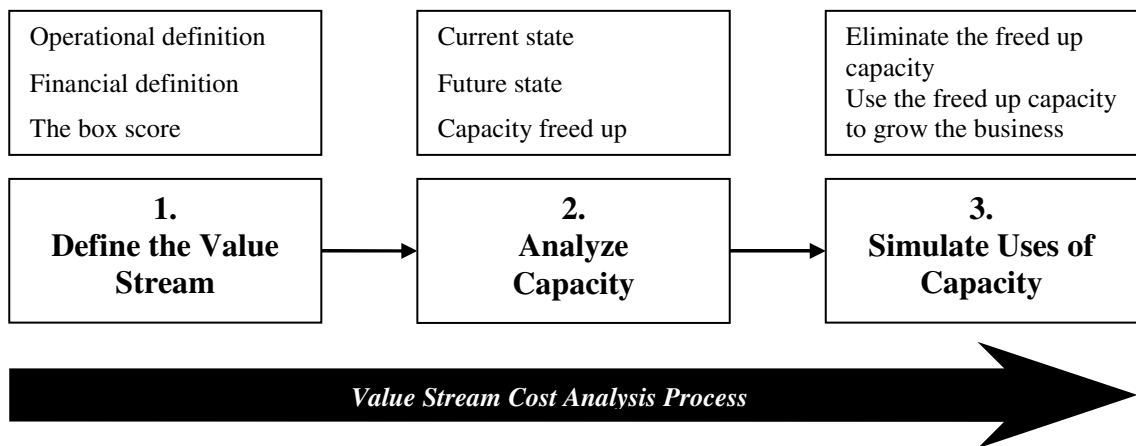 Operational definition
Financial definition
The box score
Current state
Future state
Capacity freed up
Eliminate the freed up
capacity
Use the freed up capacity
to grow the business
1.
Define the Value
Stream
2.
Analyze
Capacity
3.
Simulate Uses of
Capacity
Value Stream Cost Analysis Process